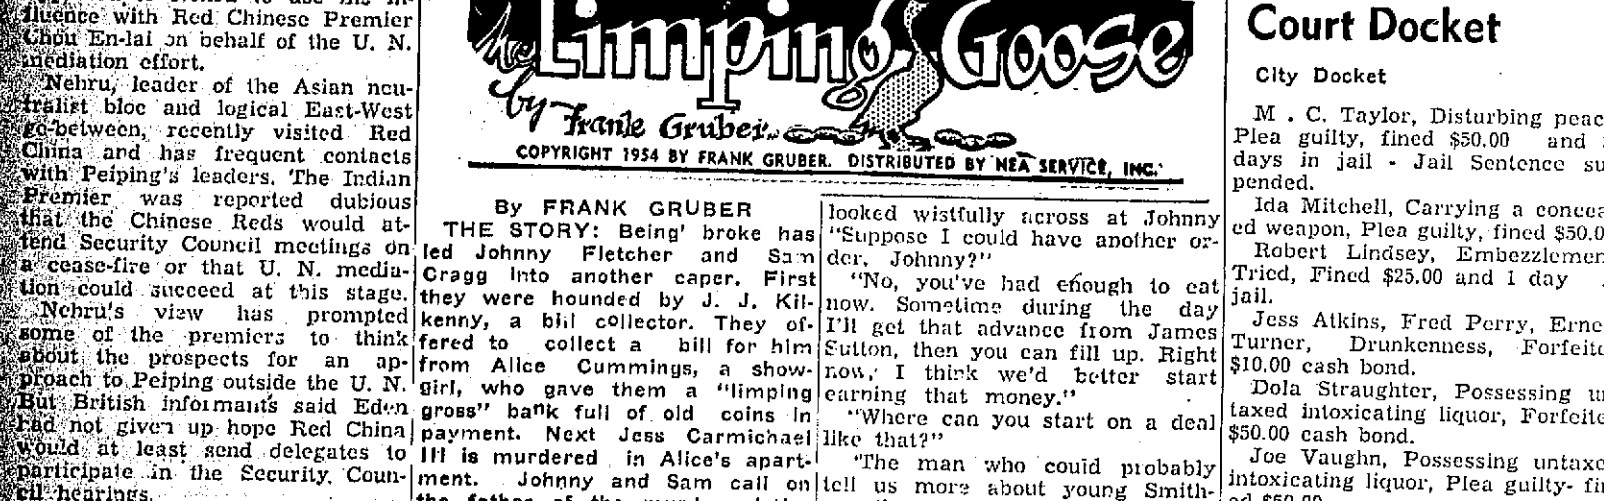 fluence with Red Chinese Premier
Chou En-lai on behalf of the U. N.
mediation effort.
Nehru, leader of the Asian neu-
tralist bloc and logical East-West
go-between, recently visited Red
China and has frequent contacts
with Peiping's leaders. The Indian
Premier was reported dubious
that the Chinese Reds would at-
tend Security Council meetings on
a cease-fire or that U. N. media-
tion could succeed at this stage.
Nehru's view has prompted
some of the premiers to think
about the prospects for an ap-
proach to Peiping outside the U. N.
But British informants said Eden
had not given up hope Red China
would at least send delegates to
participate in the Security Coun-
cil hearings.
The Limping Goose
by Frank Gruber
COPYRIGHT 1954 BY FRANK GRUBER. DISTRIBUTED BY NEA SERVICE, INC.
By FRANK GRUBER
THE STORY: Being' broke has
led Johnny Fletcher and Sam
Cragg into another caper. First
they were hounded by J. J. Kil-
kenny, a bill collector. They of-
fered to collect a bill for him
from Alice Cummings, a show-
girl, who gave them a "limping
gross" bank full of old coins in
payment. Next Jess Carmichael
III is murdered in Alice's apart-
ment. Johnny and Sam call on
looked wistfully across at Johnny
"Suppose I could have another or-
der, Johnny?"
"No, you've had enough to eat
now. Sometime during the day
I'll get that advance from James
Sutton, then you can fill up. Right
now, I think we'd better start
earning that money."
"Where can you start on a deal
like that?"
"The man who could probably
tell us more about young Smith-
Court Docket
City Docket
M . C. Taylor, Disturbing peac
Plea guilty, fined $50.00 and
days in jail - Jail Sentence su
pended.
Ida Mitchell, Carrying a concea
ed weapon, Plea guilty, fined $50.0
Robert Lindsey, Embezzlemen
Tried, Fined $25.00 and 1 day
jail.
Jess Atkins, Fred Perry, Erne
Turner, Drunkenness, Forfeite
$10.00 cash bond.
Dola Straughter, Possessing un
taxed intoxicating liquor, Forfeite
$50.00 cash bond.
Joe Vaughn, Possessing untaxe
intoxicating liquor, Plea guilty- fin